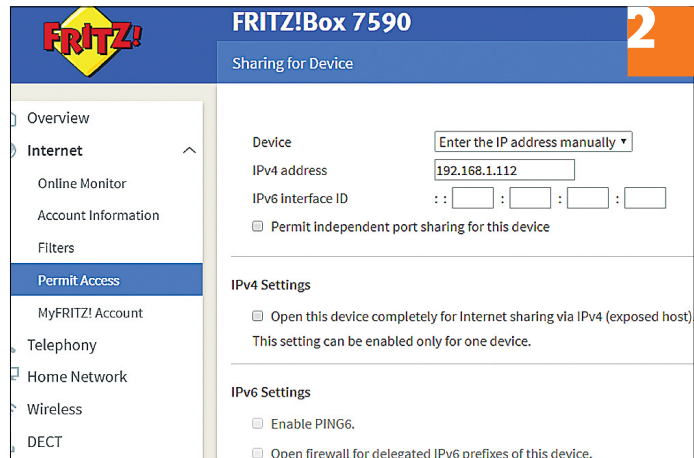 FRITZ!
FRITZ!Box 7590
2
Sharing for Device
Overview
Internet
Online Monitor
Account Information
Filters
Permit Access
MyFRITZ! Account
Telephony
Home Network
Wireless
DECT
Device
Enter the IP address manually
IPv4 address
192.168.1.112
IPv6 interface ID
: : : : :
Permit independent port sharing for this device
IPv4 Settings
Open this device completely for Internet sharing via IPv4 (exposed host).
This setting can be enabled only for one device.
IPv6 Settings
Enable PING6.
Open firewall for delegated IPv6 prefixes of this device.